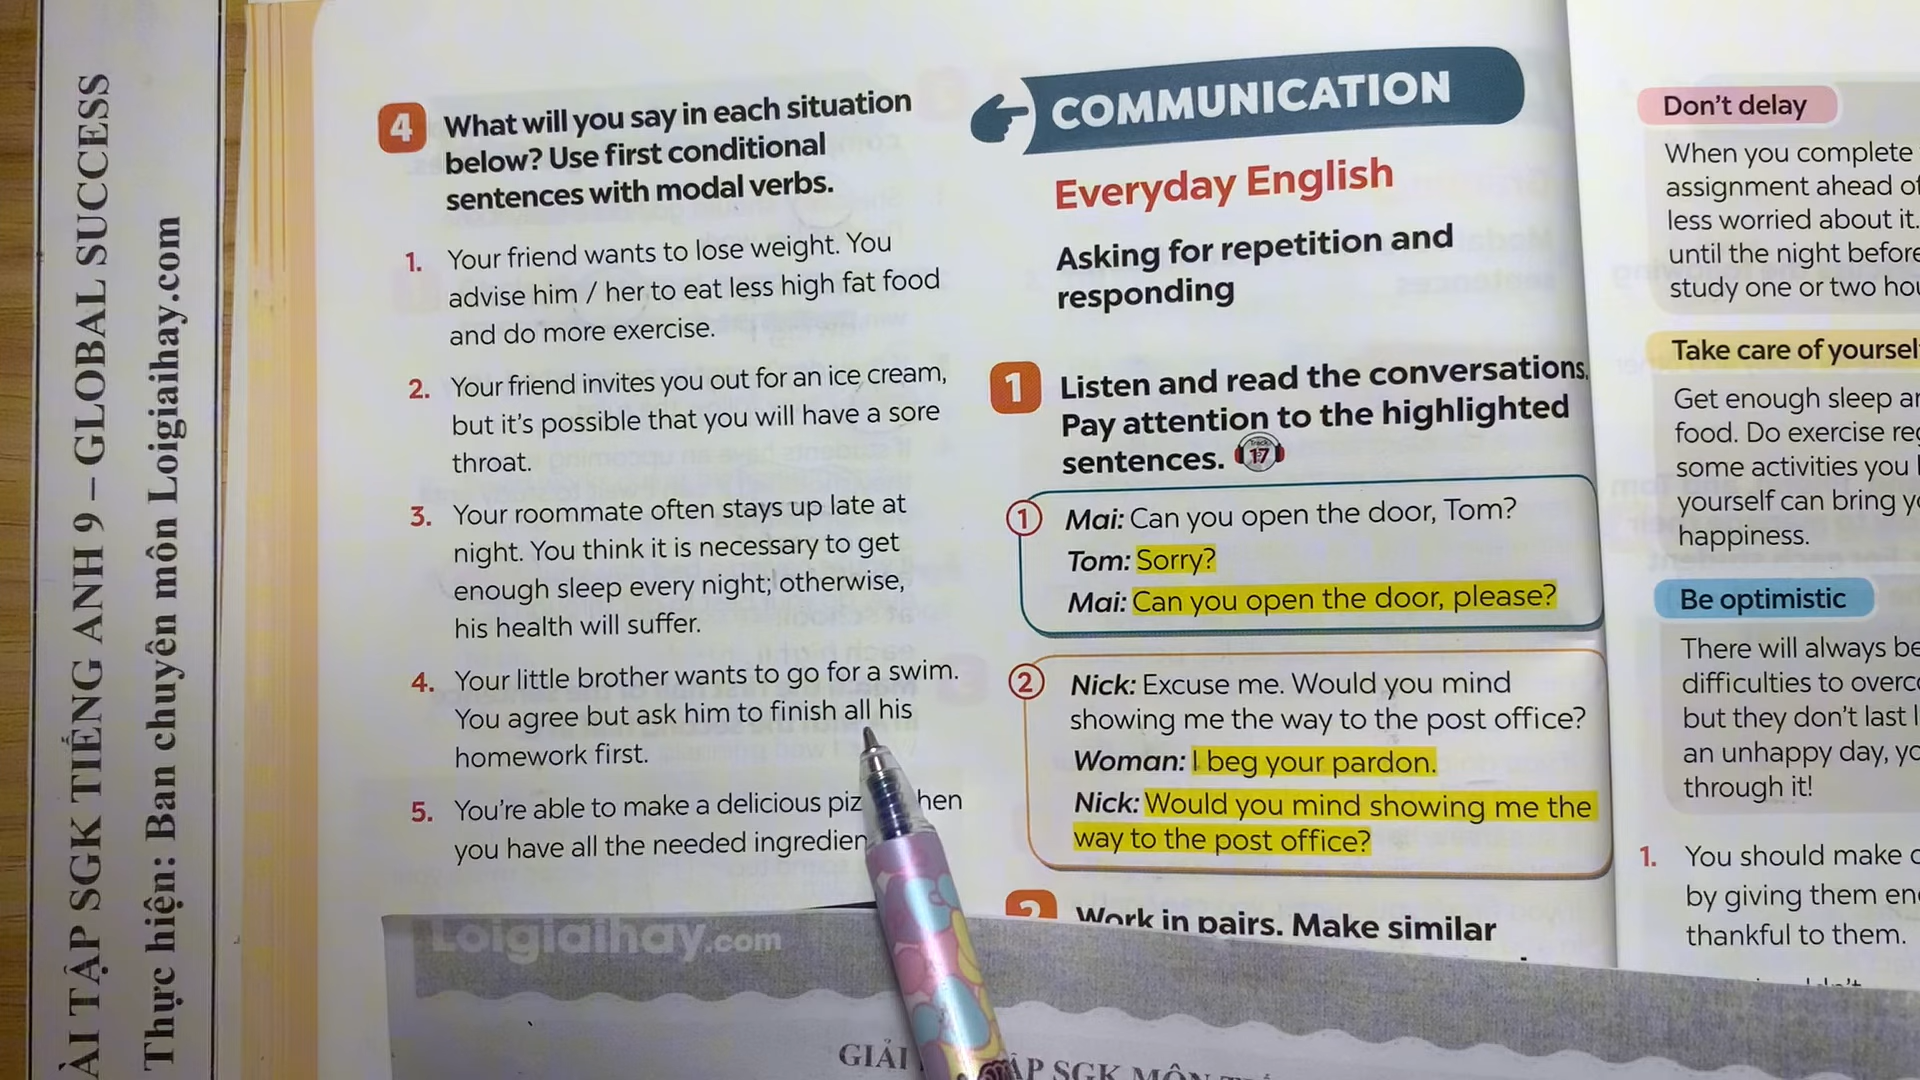 ÀI TẬP SGK TIẾNG ANH 9 – GLOBAL SUCCESS
Thực hiện: Ban chuyên môn Loigiaihay.com
4 What will you say in each situation
below? Use first conditional
sentences with modal verbs.
1. Your friend wants to lose weight. You
advise him / her to eat less high fat food
and do more exercise.
2. Your friend invites you out for an ice cream,
but it's possible that you will have a sore
throat.
3. Your roommate often stays up late at
night. You think it is necessary to get
enough sleep every night; otherwise,
his health will suffer.
4. Your little brother wants to go for a swim.
You agree but ask him to finish all his
homework first.
5. You're able to make a delicious piz hen
you have all the needed ingredien
COMMUNICATION
Everyday English
Asking for repetition and
responding
1 Listen and read the conversations.
Pay attention to the highlighted
sentences. Track 17
1 Mai: Can you open the door, Tom?
Tom: Sorry?
Mai: Can you open the door, please?
2 Nick: Excuse me. Would you mind
showing me the way to the post office?
Woman: I beg your pardon.
Nick: Would you mind showing me the
way to the post office?
2 Work in pairs. Make similar
Don't delay
When you complete
assignment ahead of
less worried about it.
until the night before
study one or two hou
Take care of yoursel
Get enough sleep an
food. Do exercise reg
some activities you
yourself can bring yo
happiness.
Be optimistic
There will always be
difficulties to overco
but they don't last l
an unhappy day, yo
through it!
1. You should make
by giving them en
thankful to them.
Loigiaihay.com
GIẢI ẬP SGK MÔN